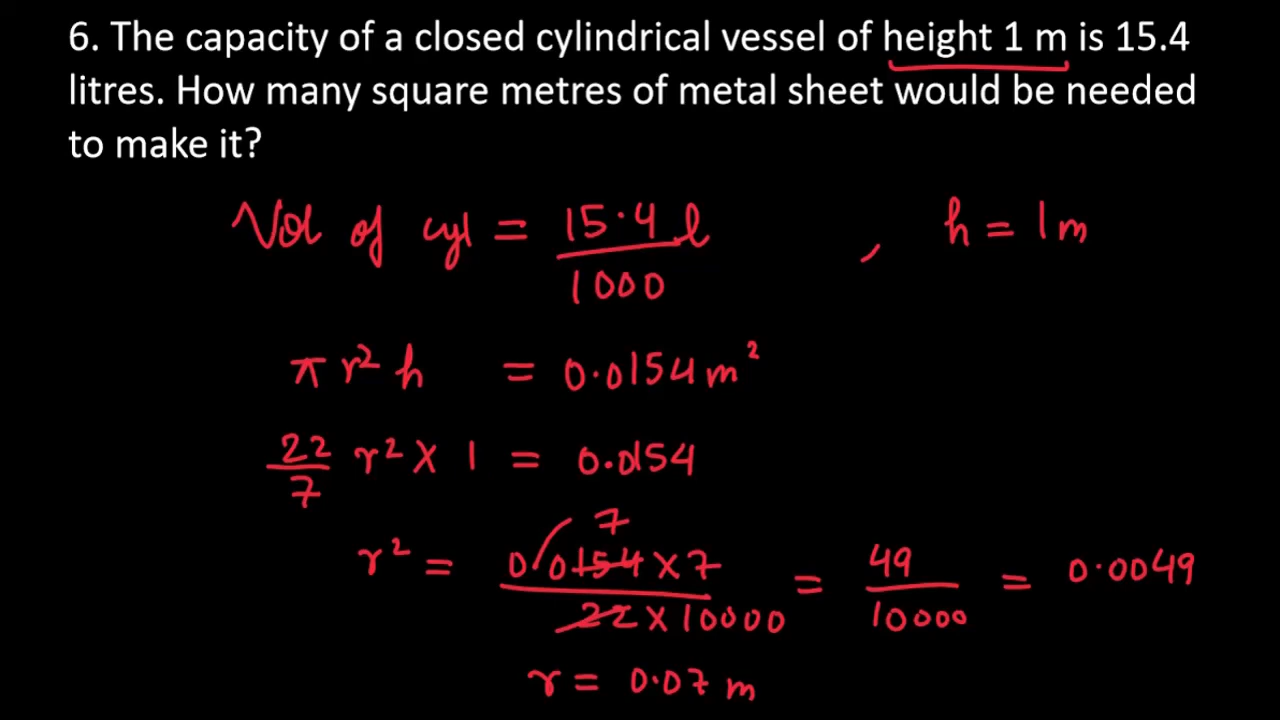 6. The capacity of a closed cylindrical vessel of height 1 m is 15.4
litres. How many square metres of metal sheet would be needed
to make it?
Vol of cyl = 15.4 l / 1000 , h = 1 m
π r² h = 0.0154 m²
22/7 r² × 1 = 0.0154
7
r² = 0.0154 × 7 / 22 × 10000 = 49 / 10000 = 0.0049
r = 0.07 m